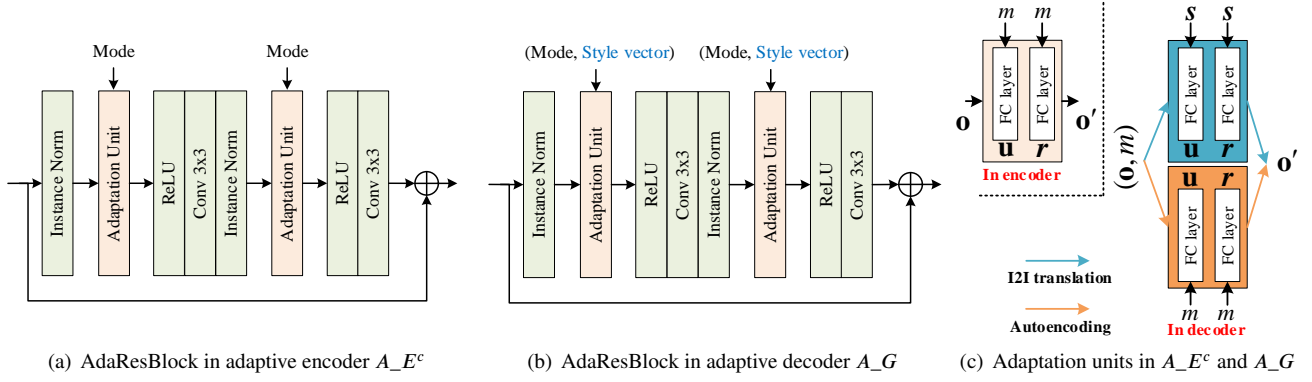 Mode
Mode
Instance Norm
Adaptation Unit
ReLU
Conv 3x3
Instance Norm
Adaptation Unit
ReLU
Conv 3x3
(a) AdaResBlock in adaptive encoder A_E^c
(Mode, Style vector)
(Mode, Style vector)
Instance Norm
Adaptation Unit
ReLU
Conv 3x3
Instance Norm
Adaptation Unit
ReLU
Conv 3x3
(b) AdaResBlock in adaptive decoder A_G
m
m
FC layer
FC layer
o
o′
u
r
In encoder
s
s
FC layer
FC layer
u
r
(o, m)
o′
u
r
FC layer
FC layer
m
m
In decoder
I2I translation
Autoencoding
(c) Adaptation units in A_E^c and A_G